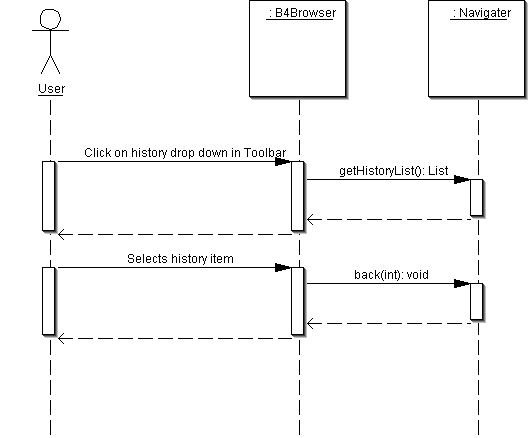 : B4Browser
: Navigater
User
Click on history drop down in Toolbar
getHistoryList(): List
Selects history item
back(int): void